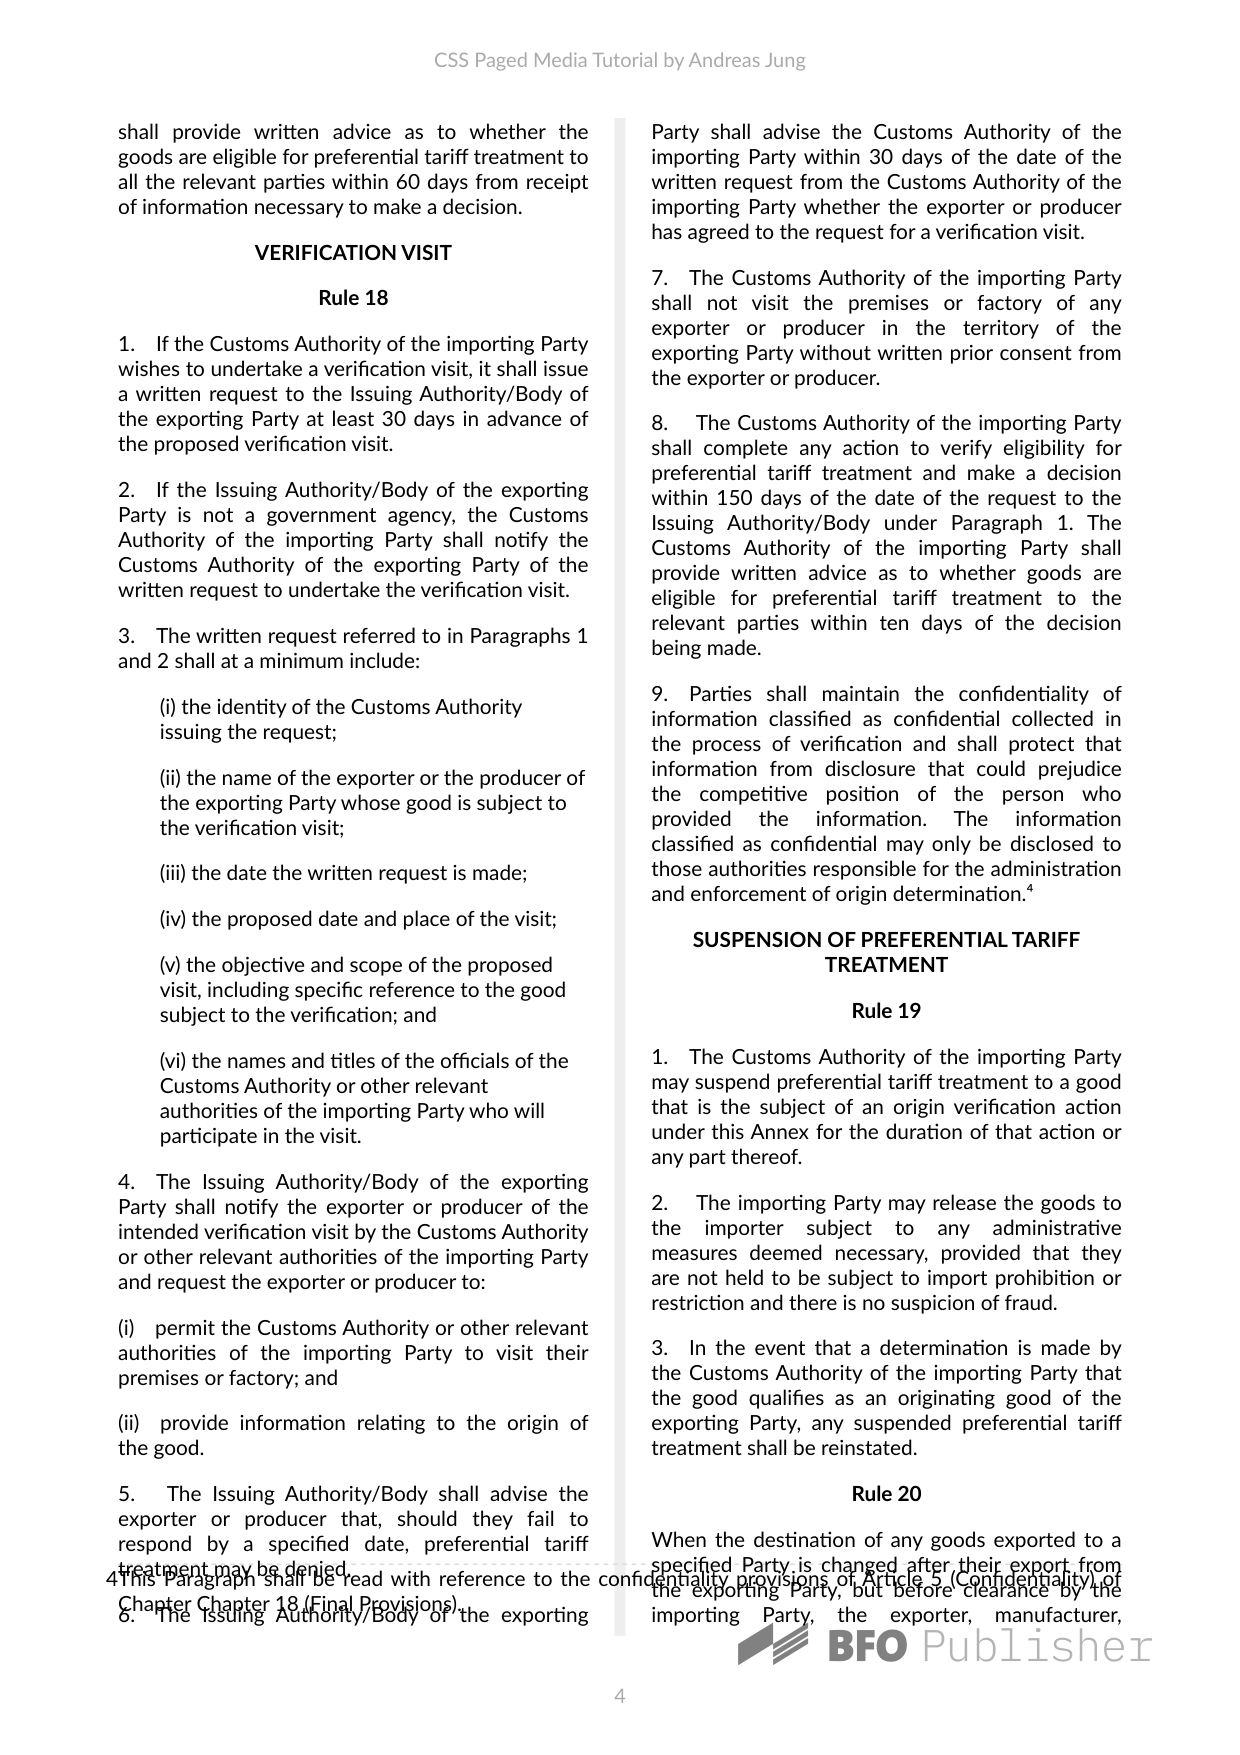 CSS Paged Media Tutorial by Andreas Jung
shall provide written advice as to whether the
goods are eligible for preferential tariff treatment to
all the relevant parties within 60 days from receipt
of information necessary to make a decision.
VERIFICATION VISIT
Rule 18
1. If the Customs Authority of the importing Party
wishes to undertake a verification visit, it shall issue
a written request to the Issuing Authority/Body of
the exporting Party at least 30 days in advance of
the proposed verification visit.
2. If the Issuing Authority/Body of the exporting
Party is not a government agency, the Customs
Authority of the importing Party shall notify the
Customs Authority of the exporting Party of the
written request to undertake the verification visit.
3. The written request referred to in Paragraphs 1
and 2 shall at a minimum include:
(i) the identity of the Customs Authority
issuing the request;
(ii) the name of the exporter or the producer of
the exporting Party whose good is subject to
the verification visit;
(iii) the date the written request is made;
(iv) the proposed date and place of the visit;
(v) the objective and scope of the proposed
visit, including specific reference to the good
subject to the verification; and
(vi) the names and titles of the officials of the
Customs Authority or other relevant
authorities of the importing Party who will
participate in the visit.
4. The Issuing Authority/Body of the exporting
Party shall notify the exporter or producer of the
intended verification visit by the Customs Authority
or other relevant authorities of the importing Party
and request the exporter or producer to:
(i) permit the Customs Authority or other relevant
authorities of the importing Party to visit their
premises or factory; and
(ii) provide information relating to the origin of
the good.
5. The Issuing Authority/Body shall advise the
exporter or producer that, should they fail to
respond by a specified date, preferential tariff
treatment may be denied.
6. The Issuing Authority/Body of the exporting
Party shall advise the Customs Authority of the
importing Party within 30 days of the date of the
written request from the Customs Authority of the
importing Party whether the exporter or producer
has agreed to the request for a verification visit.
7. The Customs Authority of the importing Party
shall not visit the premises or factory of any
exporter or producer in the territory of the
exporting Party without written prior consent from
the exporter or producer.
8. The Customs Authority of the importing Party
shall complete any action to verify eligibility for
preferential tariff treatment and make a decision
within 150 days of the date of the request to the
Issuing Authority/Body under Paragraph 1. The
Customs Authority of the importing Party shall
provide written advice as to whether goods are
eligible for preferential tariff treatment to the
relevant parties within ten days of the decision
being made.
9. Parties shall maintain the confidentiality of
information classified as confidential collected in
the process of verification and shall protect that
information from disclosure that could prejudice
the competitive position of the person who
provided the information. The information
classified as confidential may only be disclosed to
those authorities responsible for the administration
and enforcement of origin determination.⁴
SUSPENSION OF PREFERENTIAL TARIFF
TREATMENT
Rule 19
1. The Customs Authority of the importing Party
may suspend preferential tariff treatment to a good
that is the subject of an origin verification action
under this Annex for the duration of that action or
any part thereof.
2. The importing Party may release the goods to
the importer subject to any administrative
measures deemed necessary, provided that they
are not held to be subject to import prohibition or
restriction and there is no suspicion of fraud.
3. In the event that a determination is made by
the Customs Authority of the importing Party that
the good qualifies as an originating good of the
exporting Party, any suspended preferential tariff
treatment shall be reinstated.
Rule 20
When the destination of any goods exported to a
specified Party is changed after their export from
the exporting Party, but before clearance by the
importing Party, the exporter, manufacturer,
4This Paragraph shall be read with reference to the confidentiality provisions of Article 5 (Confidentiality) of
Chapter Chapter 18 (Final Provisions).
BFO Publisher
4